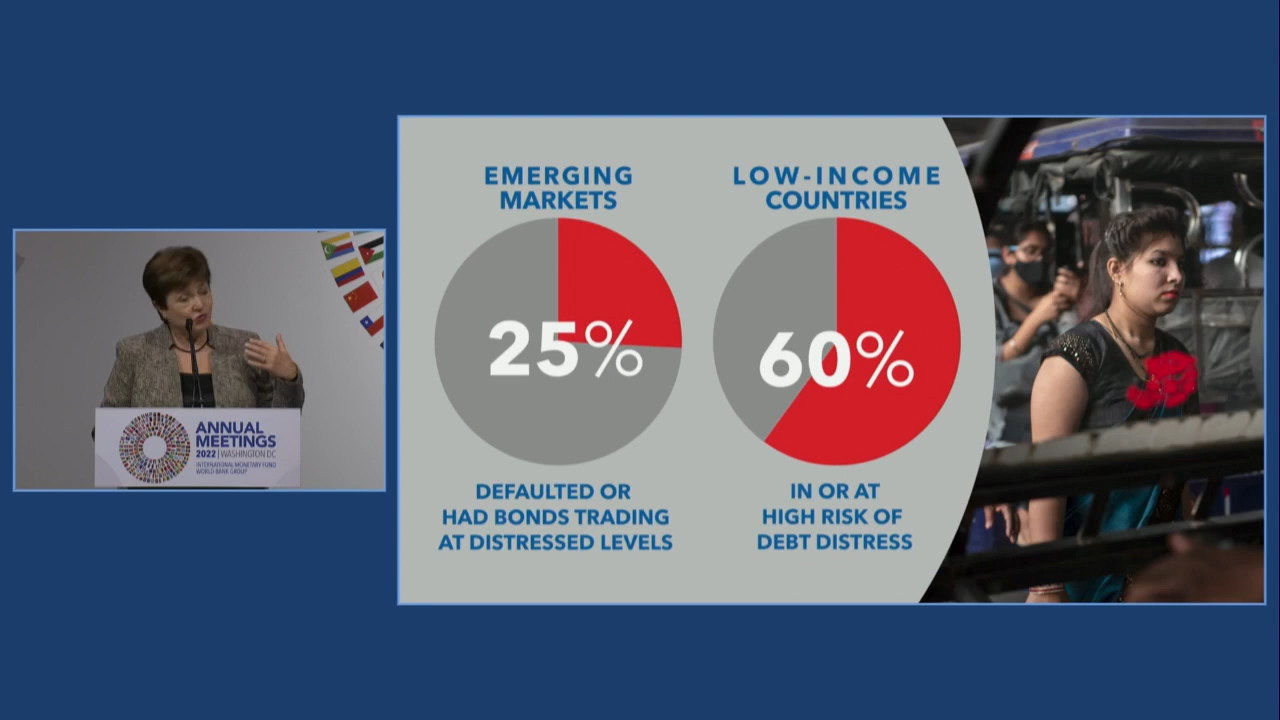 ANNUAL
MEETINGS
2022 | WASHINGTON DC
INTERNATIONAL MONETARY FUND
WORLD BANK GROUP
EMERGING
MARKETS
25%
DEFAULTED OR
HAD BONDS TRADING
AT DISTRESSED LEVELS
LOW-INCOME
COUNTRIES
60%
IN OR AT
HIGH RISK OF
DEBT DISTRESS